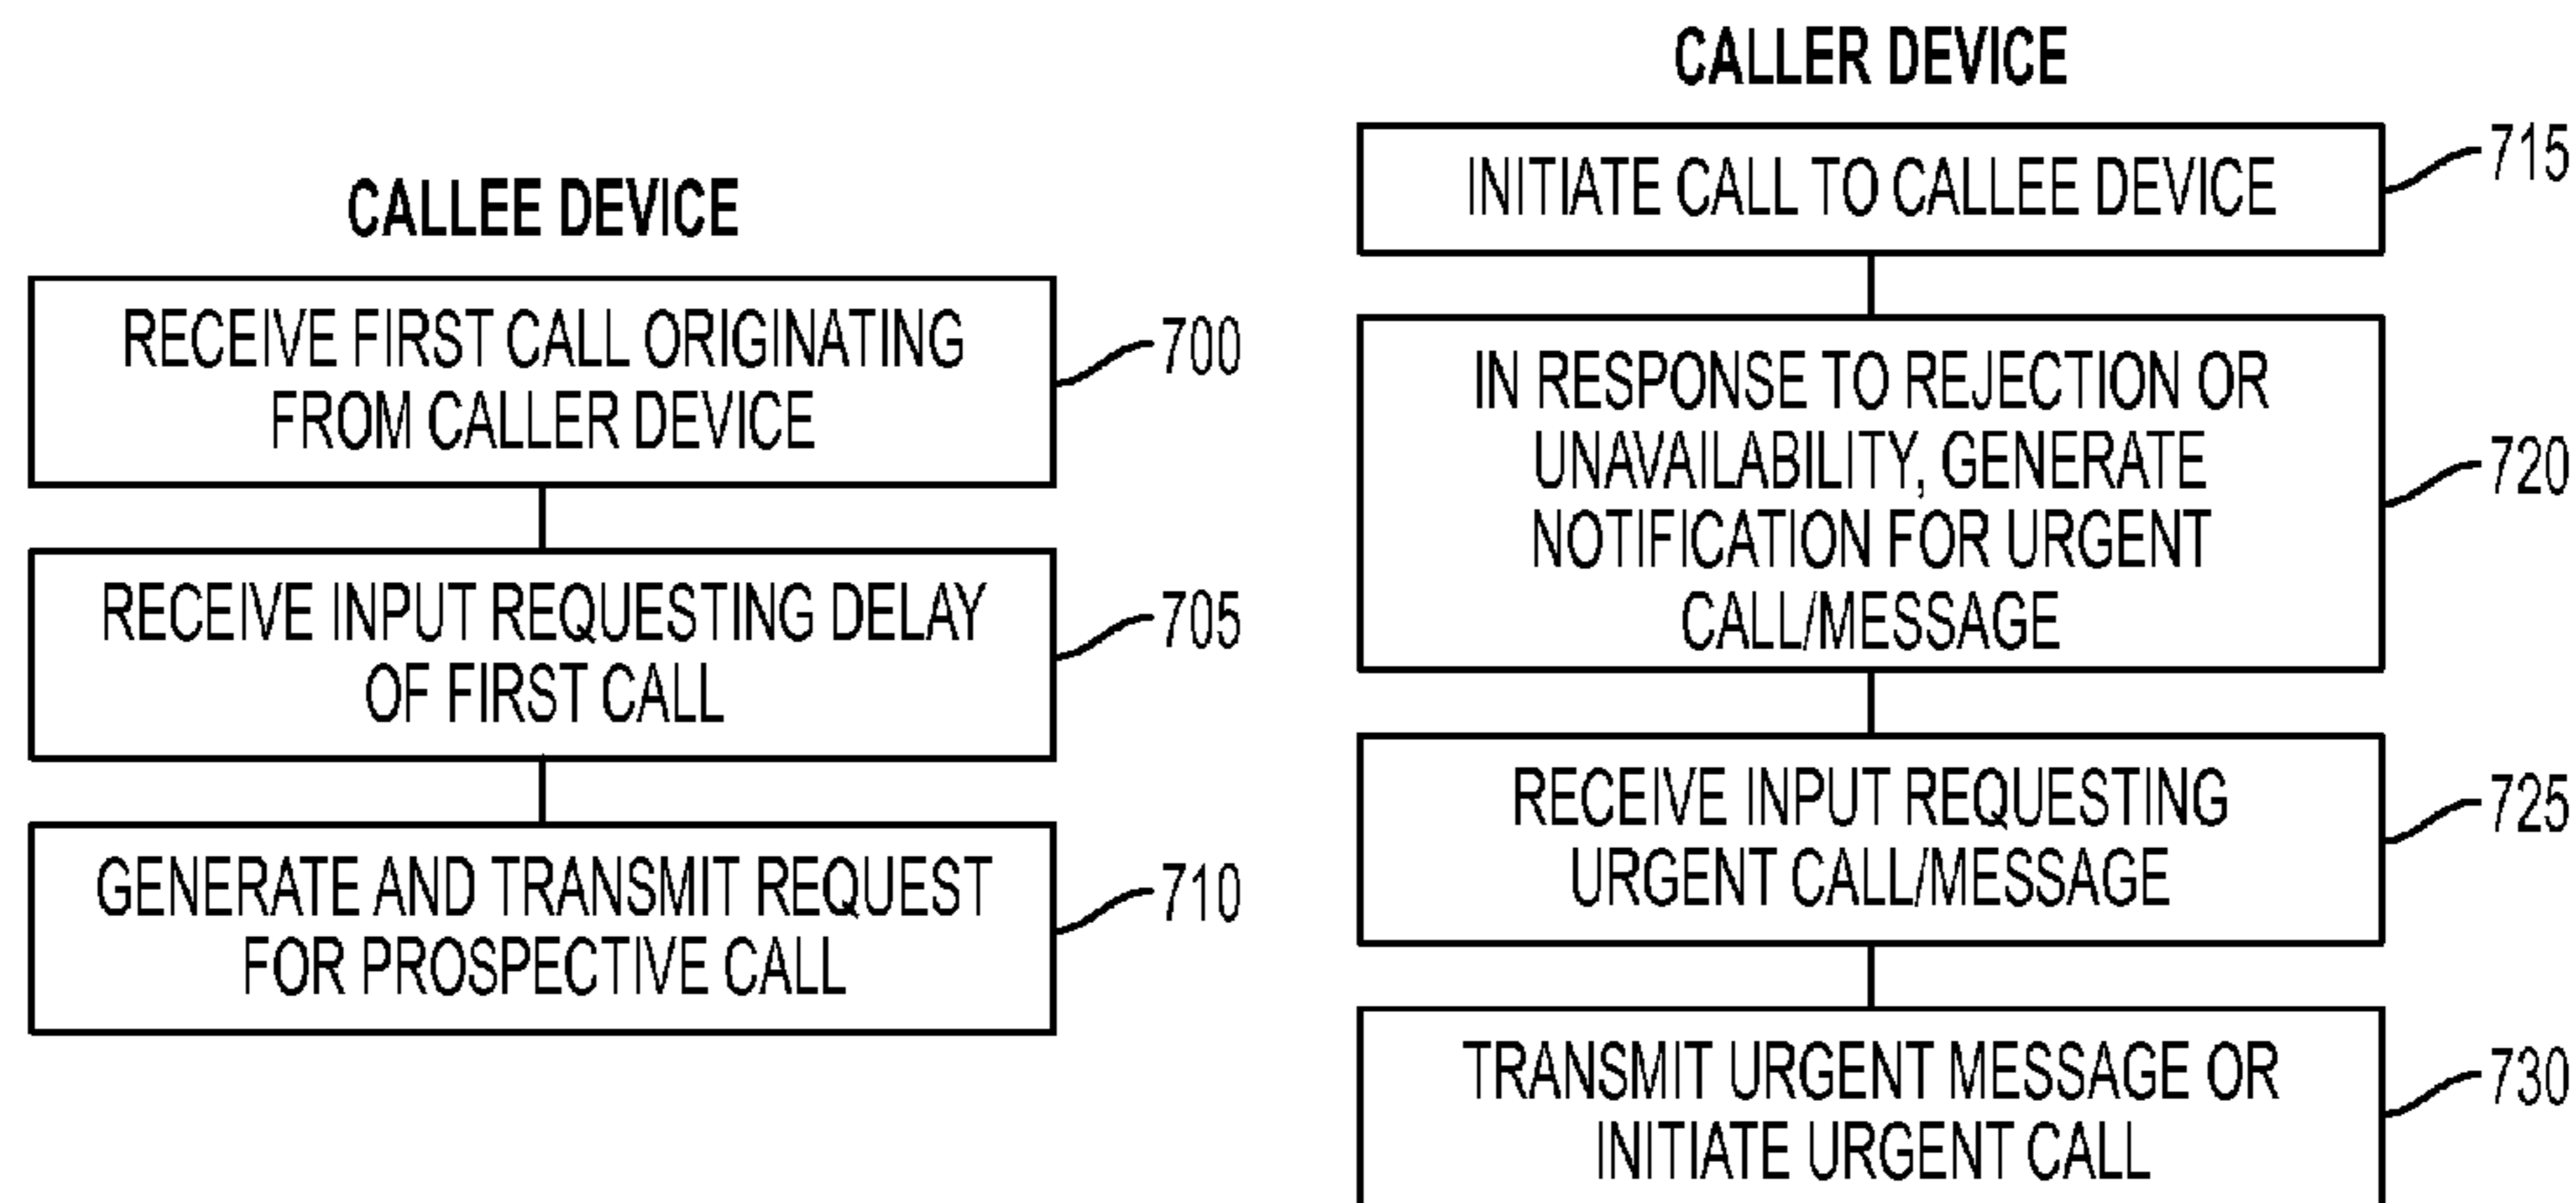 CALLEE DEVICE
RECEIVE FIRST CALL ORIGINATING
FROM CALLER DEVICE
700
RECEIVE INPUT REQUESTING DELAY
OF FIRST CALL
705
GENERATE AND TRANSMIT REQUEST
FOR PROSPECTIVE CALL
710
CALLER DEVICE
INITIATE CALL TO CALLEE DEVICE
715
IN RESPONSE TO REJECTION OR
UNAVAILABILITY, GENERATE
NOTIFICATION FOR URGENT
CALL/MESSAGE
720
RECEIVE INPUT REQUESTING
URGENT CALL/MESSAGE
725
TRANSMIT URGENT MESSAGE OR
INITIATE URGENT CALL
730